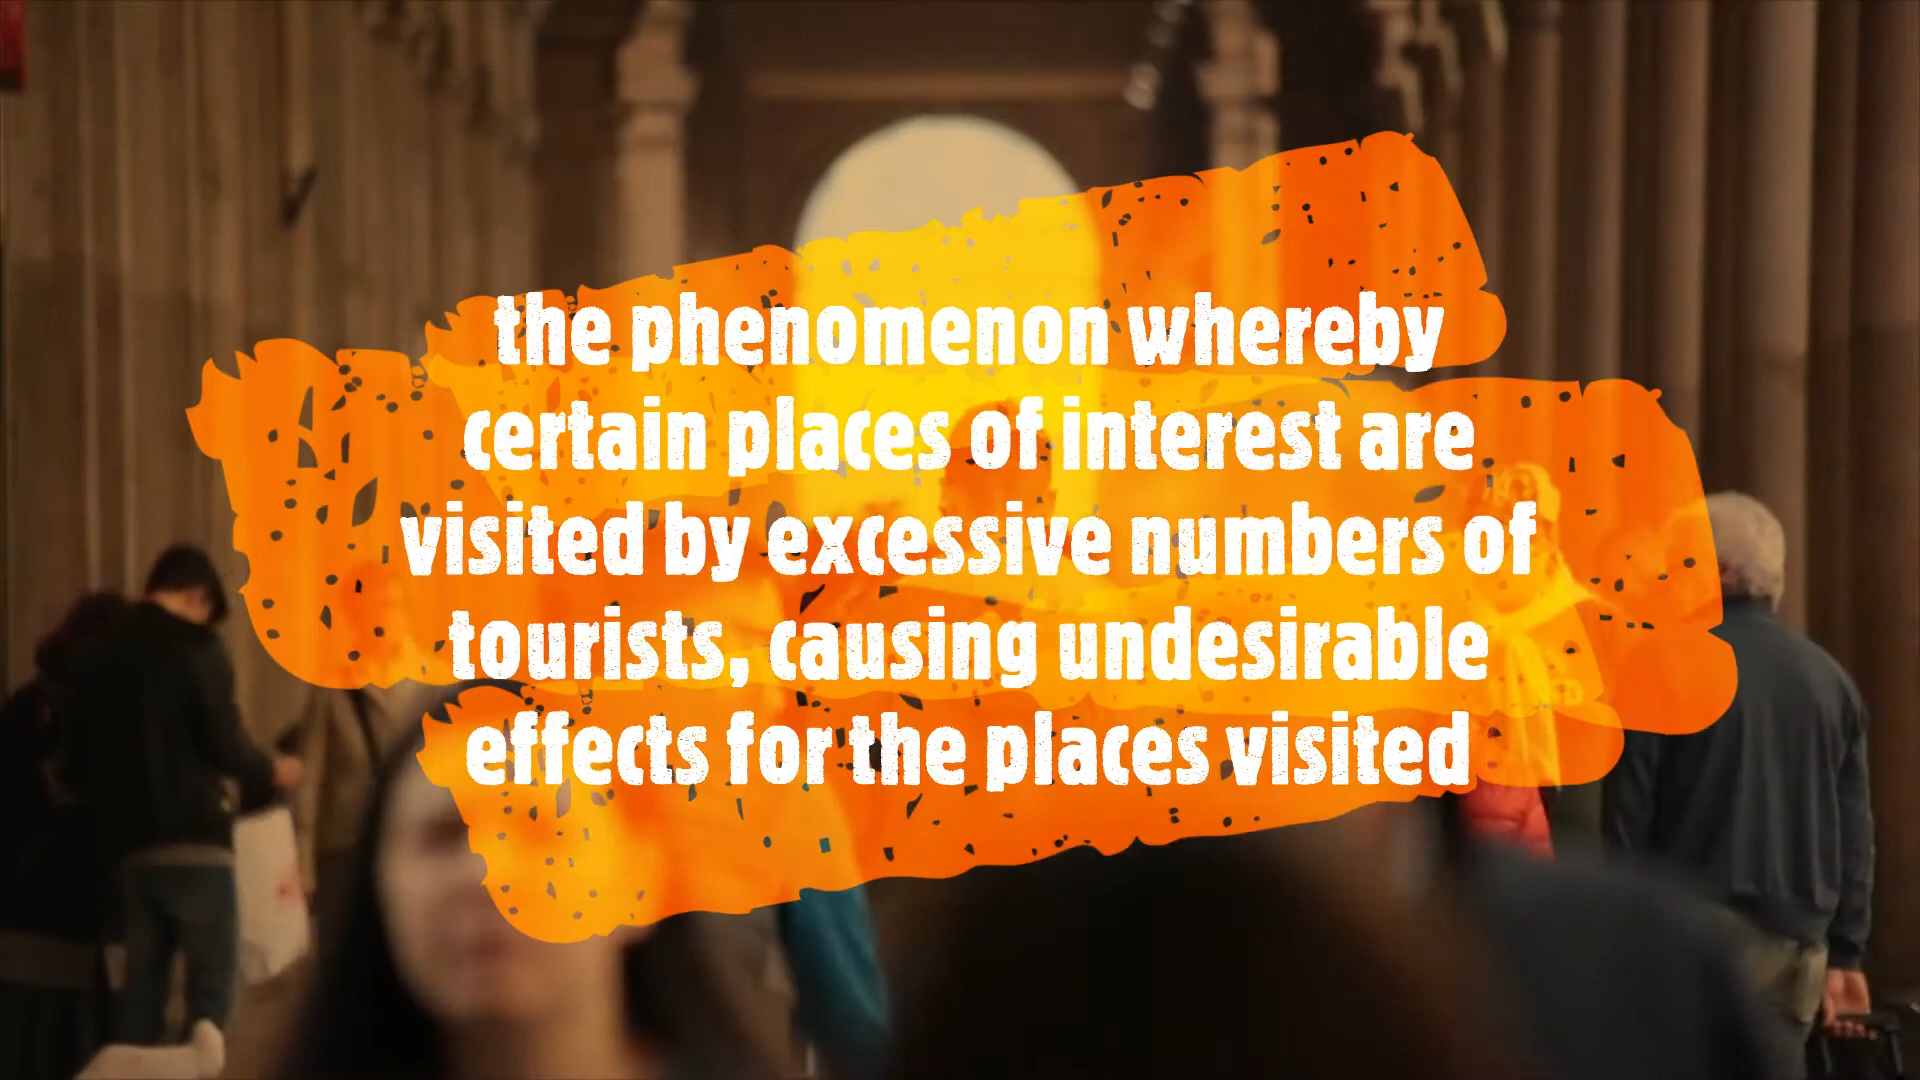 the phenomenon whereby
certain places of interest are
visited by excessive numbers of
tourists, causing undesirable
effects for the places visited